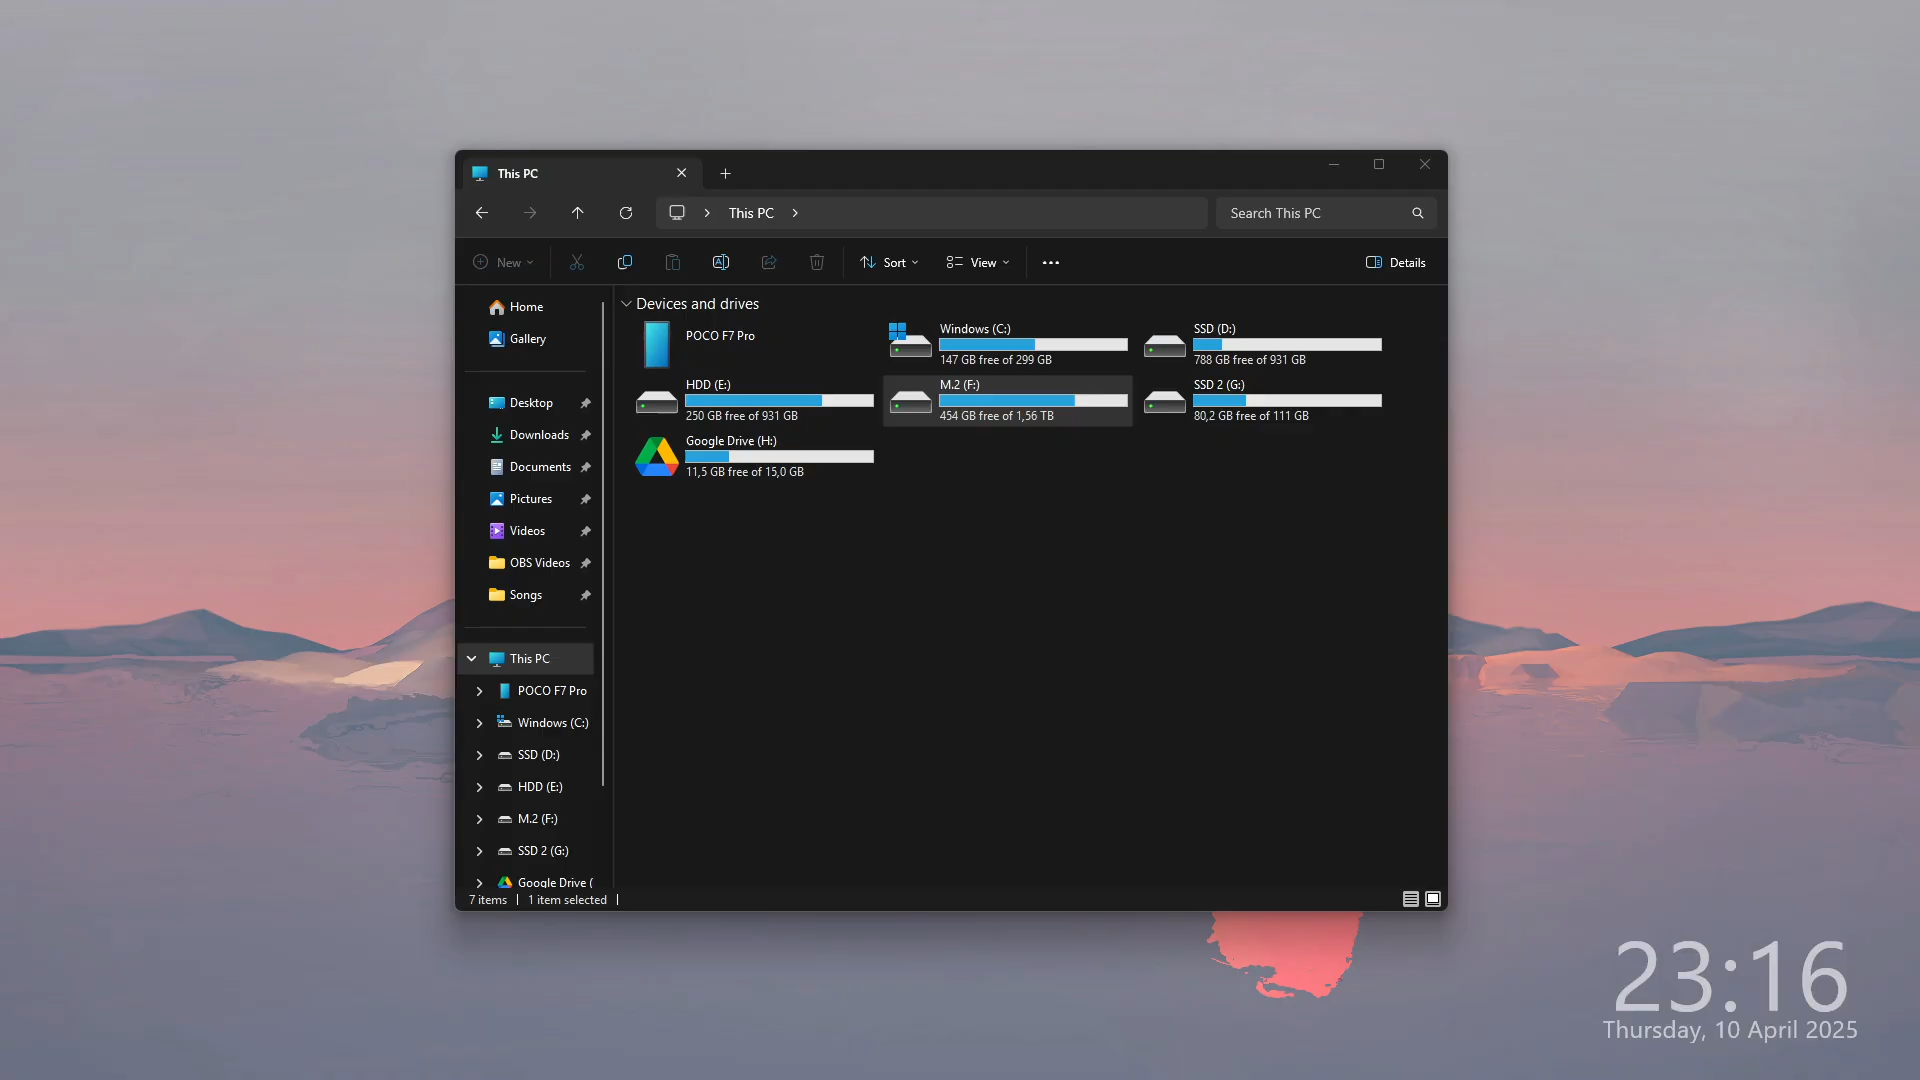 This PC
This PC
Search This PC
New
Sort
View
Details
Home
Gallery
Desktop
Downloads
Documents
Pictures
Videos
OBS Videos
Songs
This PC
POCO F7 Pro
Windows (C:)
SSD (D:)
HDD (E:)
M.2 (F:)
SSD 2 (G:)
Google Drive (
Devices and drives
POCO F7 Pro
Windows (C:)
147 GB free of 299 GB
SSD (D:)
788 GB free of 931 GB
HDD (E:)
250 GB free of 931 GB
M.2 (F:)
454 GB free of 1,56 TB
SSD 2 (G:)
80,2 GB free of 111 GB
Google Drive (H:)
11,5 GB free of 15,0 GB
7 items
1 item selected
23:16
Thursday, 10 April 2025